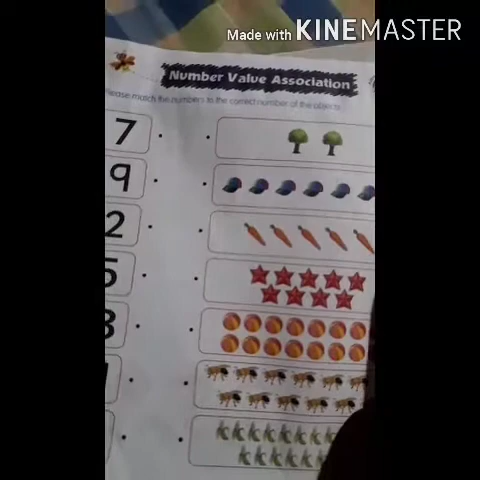 Made with KINEMASTER
Number Value Association
Please match the numbers to the correct number of the objects
7
9
2
5